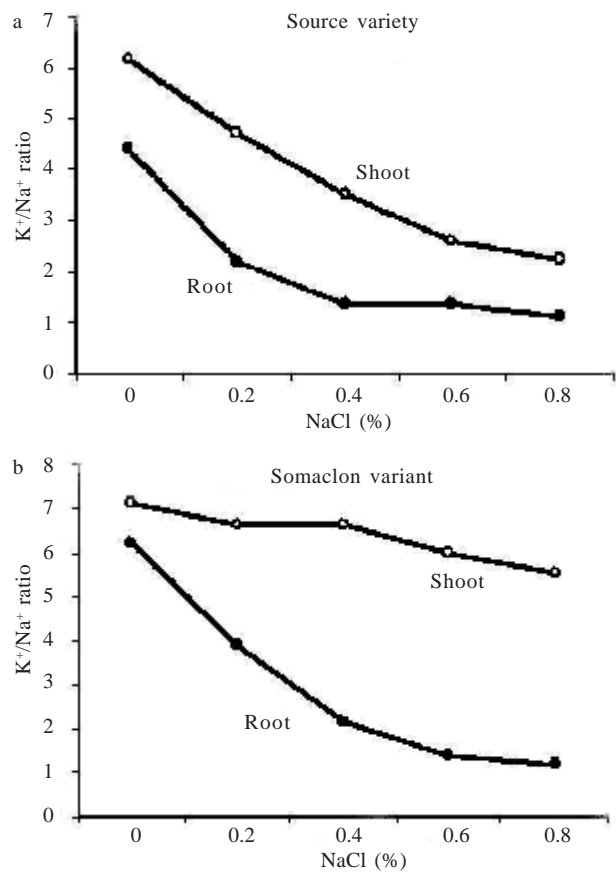 a
Source variety
7
6
5
4
3
2
1
0
K⁺/Na⁺ ratio
Shoot
Root
0 0.2 0.4 0.6 0.8
NaCl (%)
b
Somaclon variant
8
7
6
5
4
3
2
1
0
K⁺/Na⁺ ratio
Shoot
Root
0 0.2 0.4 0.6 0.8
NaCl (%)